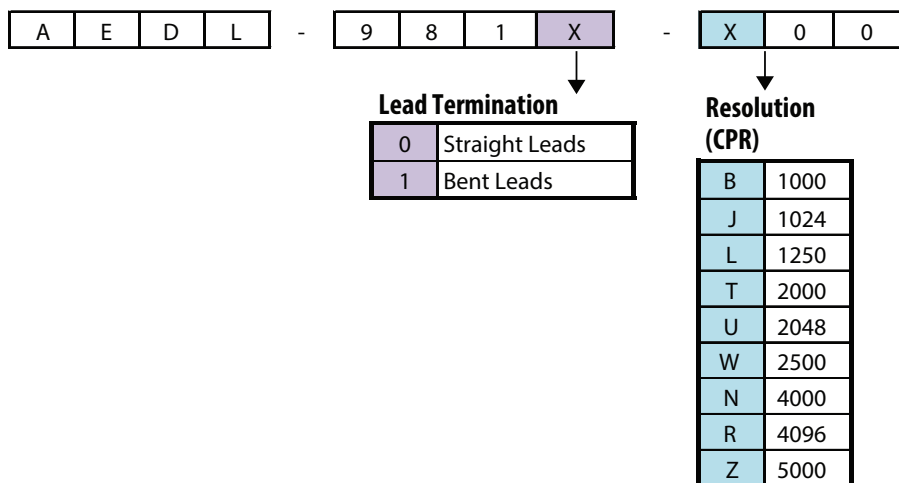 A E D L - 9 8 1 X - X 0 0
Lead Termination
0 Straight Leads
1 Bent Leads
Resolution
(CPR)
B 1000
J 1024
L 1250
T 2000
U 2048
W 2500
N 4000
R 4096
Z 5000